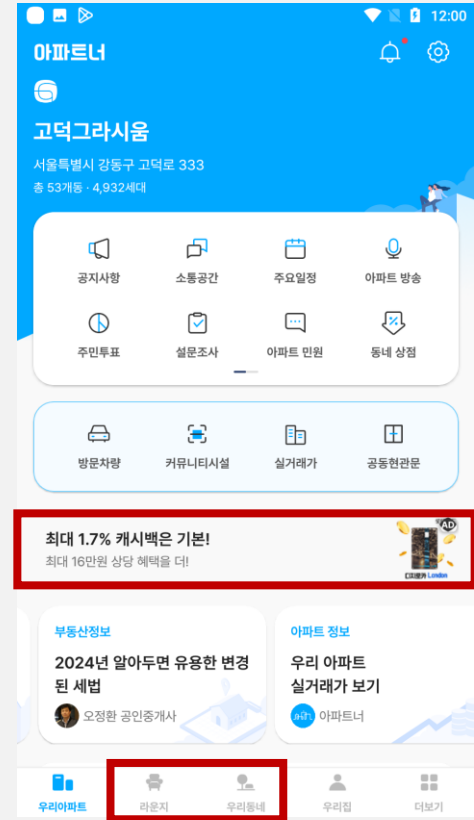 12:00
아파트너
고덕그라시움
서울특별시 강동구 고덕로 333
총 53개동 · 4,932세대
공지사항 소통공간 주요일정 아파트 방송
주민투표 설문조사 아파트 민원 동네 상점
방문차량 커뮤니티시설 실거래가 공동현관문
최대 1.7% 캐시백은 기본!
최대 16만원 상당 혜택을 더!
AD
London
부동산정보
2024년 알아두면 유용한 변경
된 세법
오정환 공인중개사
아파트 정보
우리 아파트
실거래가 보기
아파트너
우리아파트 라운지 우리동네 우리집 더보기